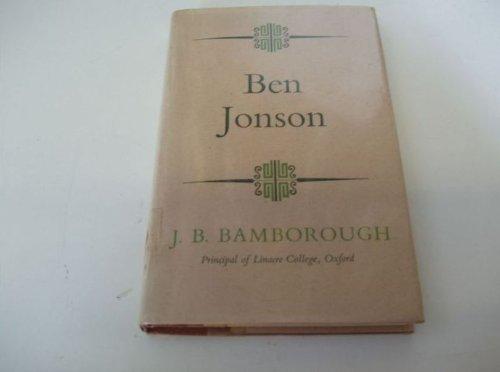 Ben
Jonson
J. B. BAMBOROUGH
Principal of Linacre College, Oxford